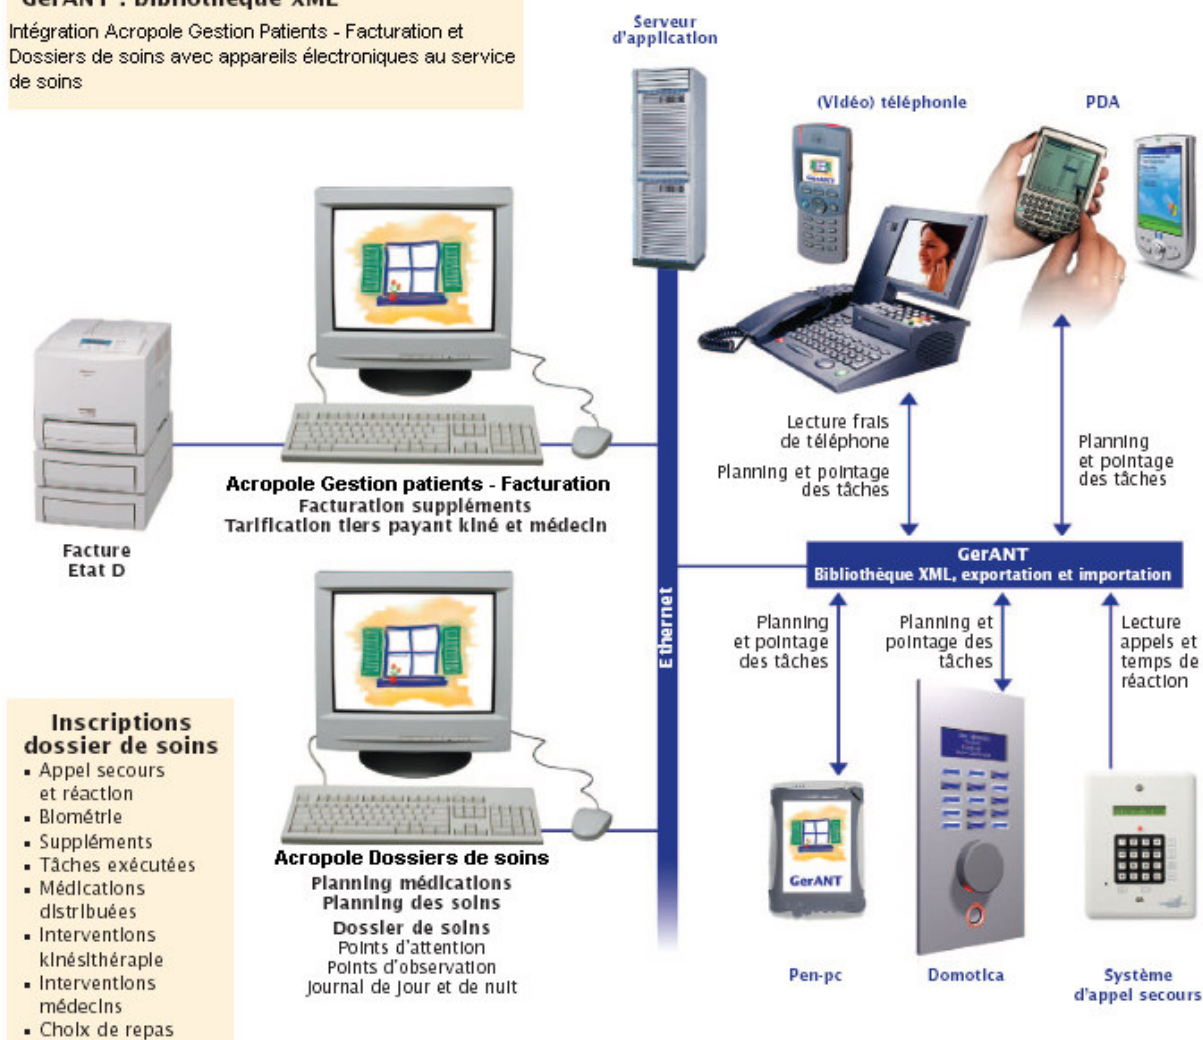 GerANT : Bibliothèque XML
Intégration Acropole Gestion Patients - Facturation et
Dossiers de soins avec appareils électroniques au service
de soins
Serveur
d'application
(Vidéo) téléphonie
PDA
GerANT
Lecture frais
de téléphone
Planning et pointage
des tâches
Planning
et pointage
des tâches
Acropole Gestion patients - Facturation
Facturation suppléments
Tarification tiers payant kiné et médecin
Facture
Etat D
GerANT
Bibliothèque XML, exportation et importation
Ethernet
Planning
et pointage
des tâches
Planning et
pointage des
tâches
Lecture
appels et
temps de
réaction
Acropole Dossiers de soins
Planning médications
Planning des soins
Dossier de soins
Points d'attention
Points d'observation
Journal de jour et de nuit
Inscriptions
dossier de soins
▪ Appel secours
et réaction
▪ Biométrie
▪ Suppléments
▪ Tâches exécutées
▪ Médications
distribuées
▪ Interventions
kinésithérapie
▪ Interventions
médecins
▪ Choix de repas
GerANT
Pen-pc
Domotica
Système
d'appel secours